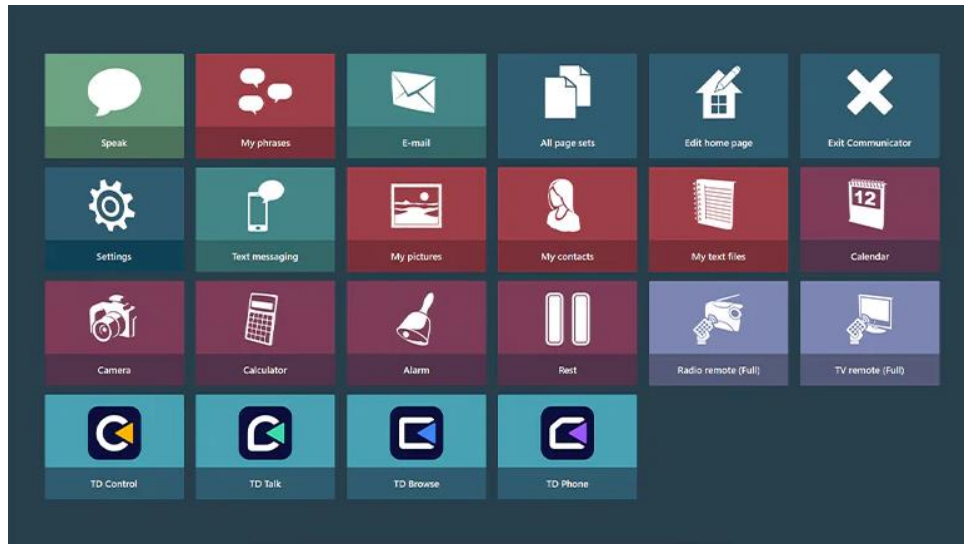 Speak
My phrases
E-mail
All page sets
Edit home page
Exit Communicator
Settings
Text messaging
My pictures
My contacts
My text files
12
Calendar
Camera
Calculator
Alarm
Rest
Radio remote (Full)
TV remote (Full)
TD Control
TD Talk
TD Browse
TD Phone